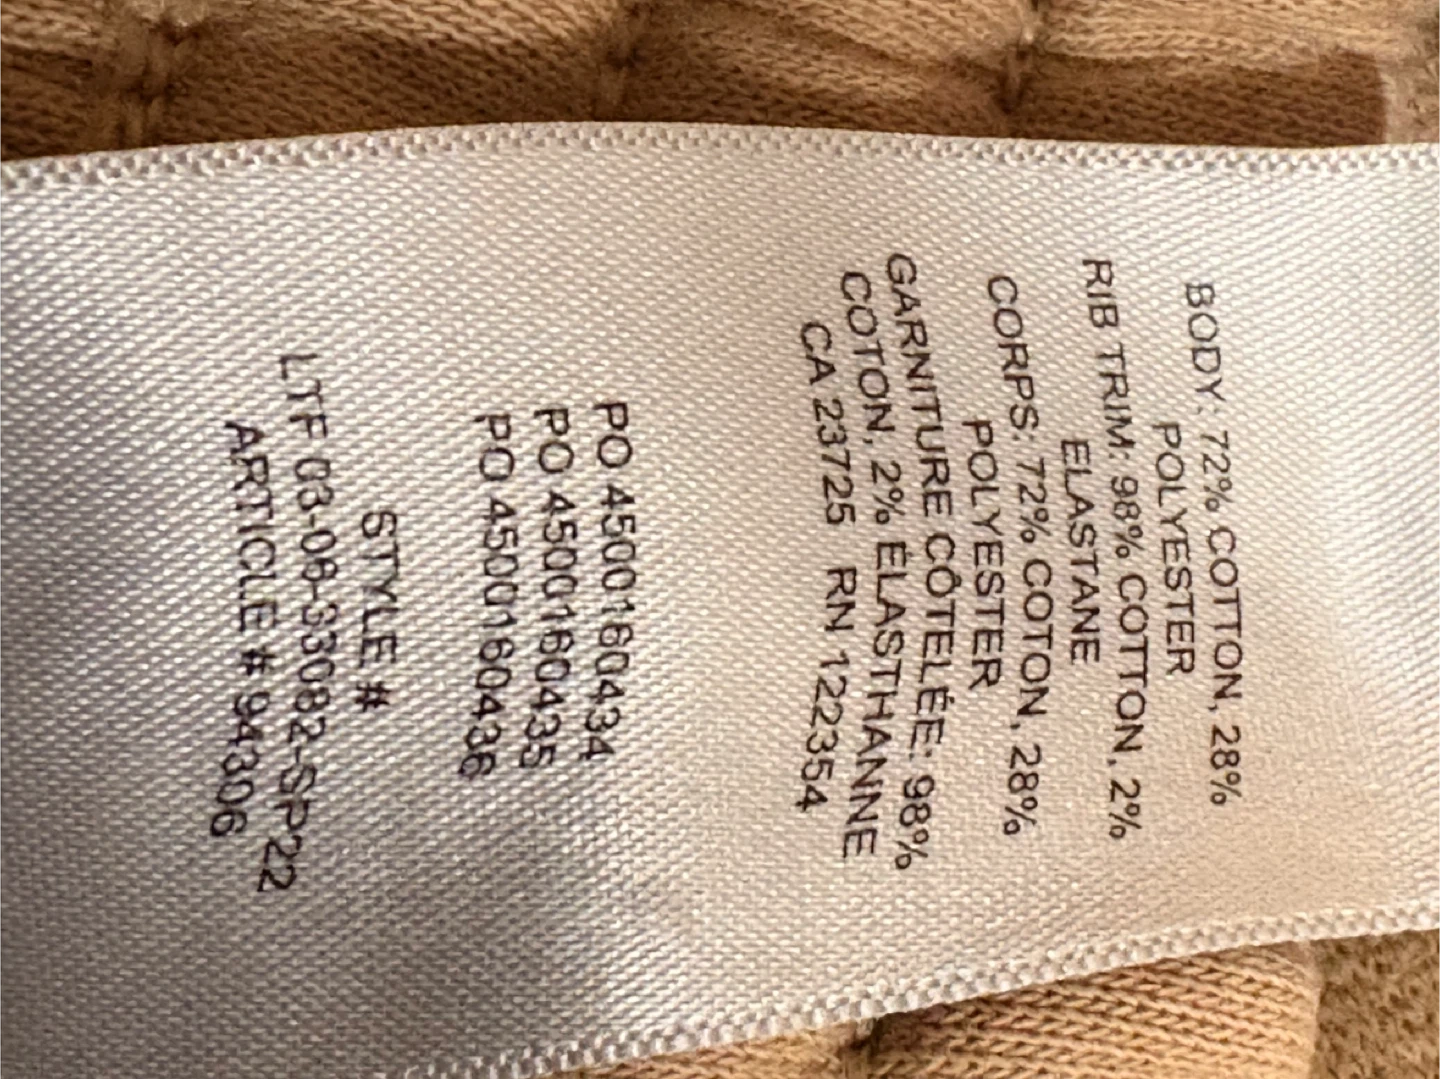 BODY: 72% COTTON, 28%
POLYESTER
RIB TRIM: 98% COTTON, 2%
ELASTANE
CORPS: 72% COTON, 28%
POLYESTER
GARNITURE CÔTELÉE: 98%
COTON, 2% ÉLASTHANNE
CA 23725 RN 122354
PO 4500160434
PO 4500160435
PO 4500160436
STYLE #
LTF 03-06-33082-SP22
ARTICLE # 94306